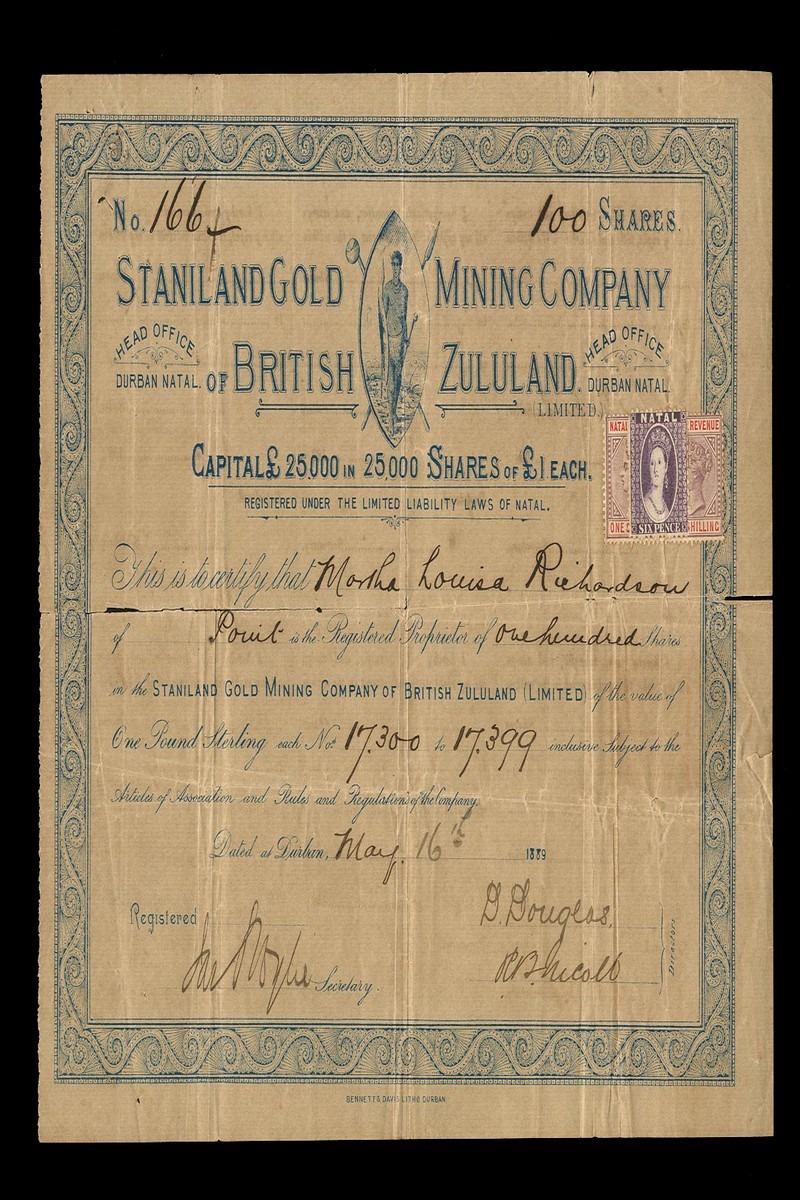 No. 166
100 SHARES.
STANILAND GOLD MINING COMPANY
HEAD OFFICE DURBAN NATAL. OF BRITISH ZULULAND. HEAD OFFICE DURBAN NATAL.
(LIMITED.)
CAPITAL £ 25,000 IN 25,000 SHARES OF £1 EACH.
REGISTERED UNDER THE LIMITED LIABILITY LAWS OF NATAL.
NATAL NATAL REVENUE
ONE SIX PENCE SHILLING
This is to certify that Martha Louisa Richardson
of Point is the Registered Proprietor of one hundred Shares
in the STANILAND GOLD MINING COMPANY OF BRITISH ZULULAND (LIMITED) of the value of
One Pound Sterling each Nos. 17,300 to 17,399 inclusive Subject to the
Articles of Association and Rules and Regulations of the Company.
Dated at Durban, May. 16th 1889
Registered
D. Douglas.
R.B. Nicoll
Directors
Secretary.
BENNETT & DAVIS LITHO DURBAN